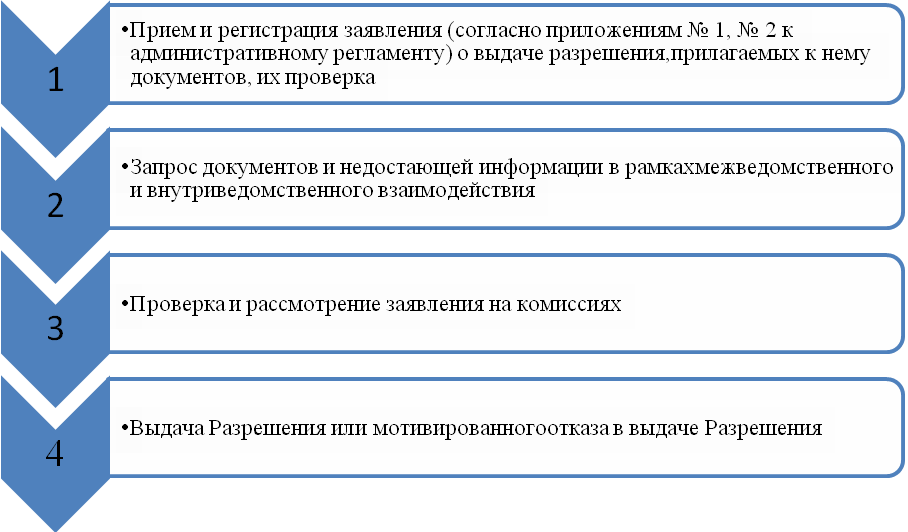 1
•Прием и регистрация заявления (согласно приложениям № 1, № 2 к
административному регламенту) о выдаче разрешения,прилагаемых к нему
документов, их проверка
2
•Запрос документов и недостающей информации в рамкахмежведомственного
и внутриведомственного взаимодействия
3
•Проверка и рассмотрение заявления на комиссиях
4
•Выдача Разрешения или мотивированногоотказа в выдаче Разрешения